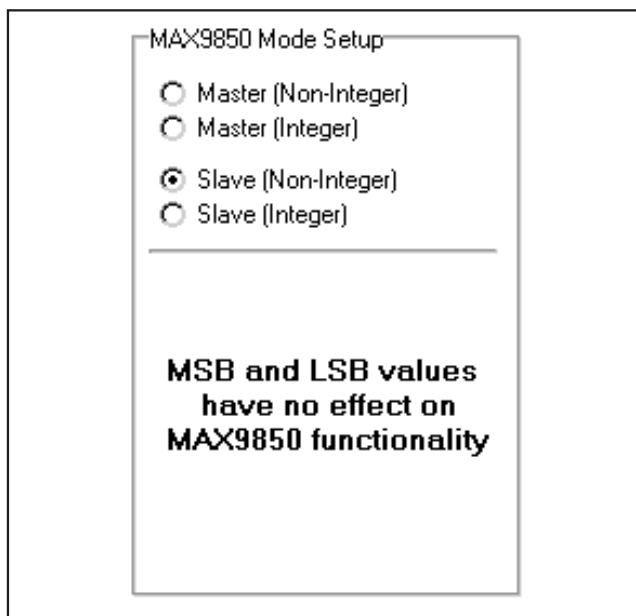 MAX9850 Mode Setup
Master (Non-Integer)
Master (Integer)
Slave (Non-Integer)
Slave (Integer)
MSB and LSB values
have no effect on
MAX9850 functionality